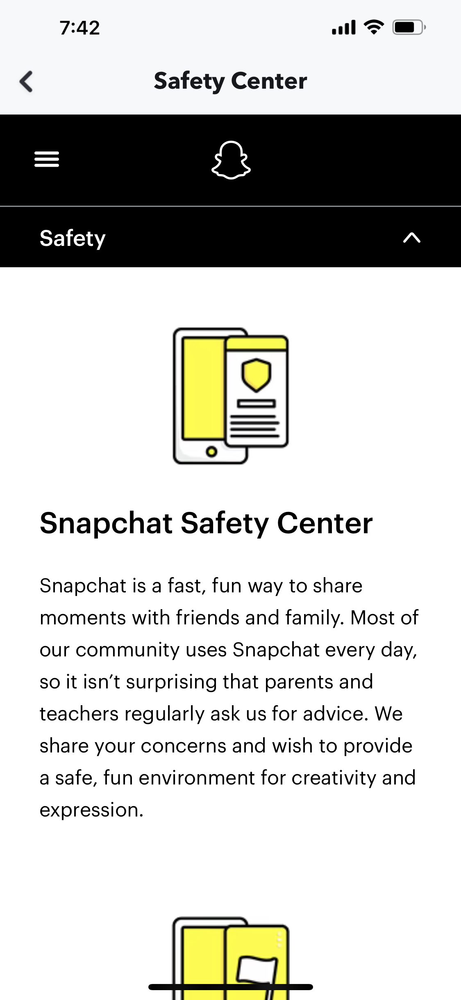 7:42
Safety Center
Safety
Snapchat Safety Center
Snapchat is a fast, fun way to share
moments with friends and family. Most of
our community uses Snapchat every day,
so it isn’t surprising that parents and
teachers regularly ask us for advice. We
share your concerns and wish to provide
a safe, fun environment for creativity and
expression.